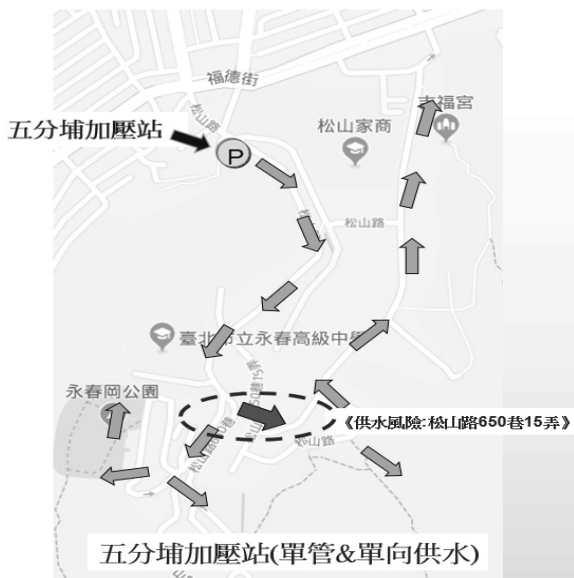 福德街
松山路
吉福宮
五分埔加壓站
松山家商
P
松山路
臺北市立永春高級中學
永春岡公園
《供水風險:松山路650巷15弄》
松山路
五分埔加壓站(單管&單向供水)